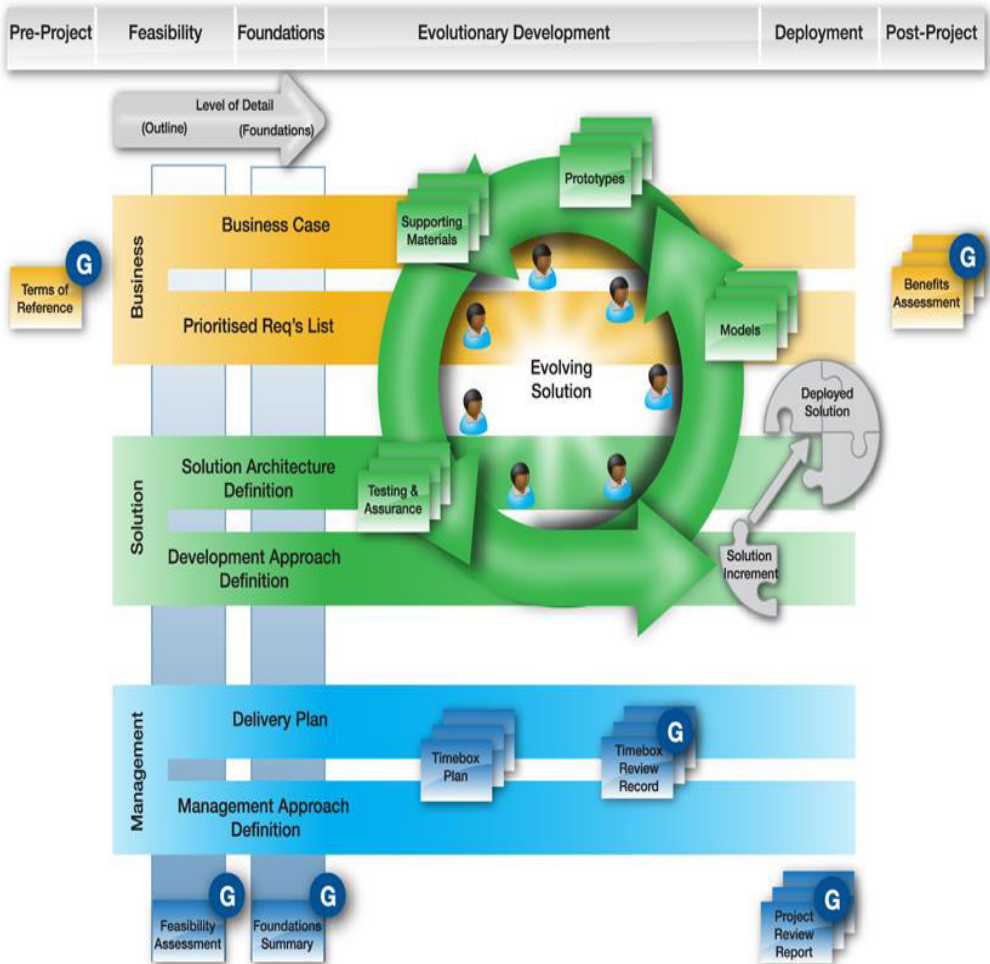 Pre-Project
Feasibility
Foundations
Evolutionary Development
Deployment
Post-Project
Level of Detail
(Outline)
(Foundations)
Prototypes
Supporting
Materials
Business
Business Case
G
Terms of
Reference
G
Benefits
Assessment
Prioritised Req's List
Models
Evolving
Solution
Deployed
Solution
Solution
Solution Architecture
Definition
Testing &
Assurance
Development Approach
Definition
Solution
Increment
Management
Delivery Plan
Timebox
Plan
G
Timebox
Review
Record
Management Approach
Definition
G
Feasibility
Assessment
G
Foundations
Summary
G
Project
Review
Report